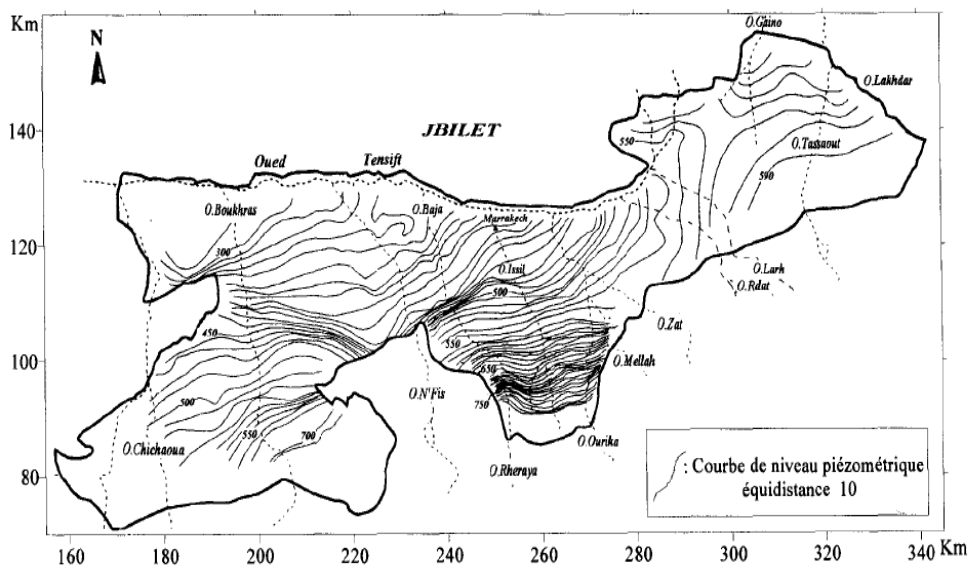 Km
N
O.Gaino
O.Lakhdar
140
JBILET
550
O.Tassaout
590
Oued Tensift
O.Boukhras
O.Baja
Marrakech
120
300
O.Issil
500
O.Larh
O.Rdat
O.Zat
450
550
650
O.Mellah
100
500
750
O.N'Fis
550
700
O.Ourika
O.Chichaoua
O.Rheraya
80
: Courbe de niveau piézométrique
équidistance 10
160 180 200 220 240 260 280 300 320 340 Km